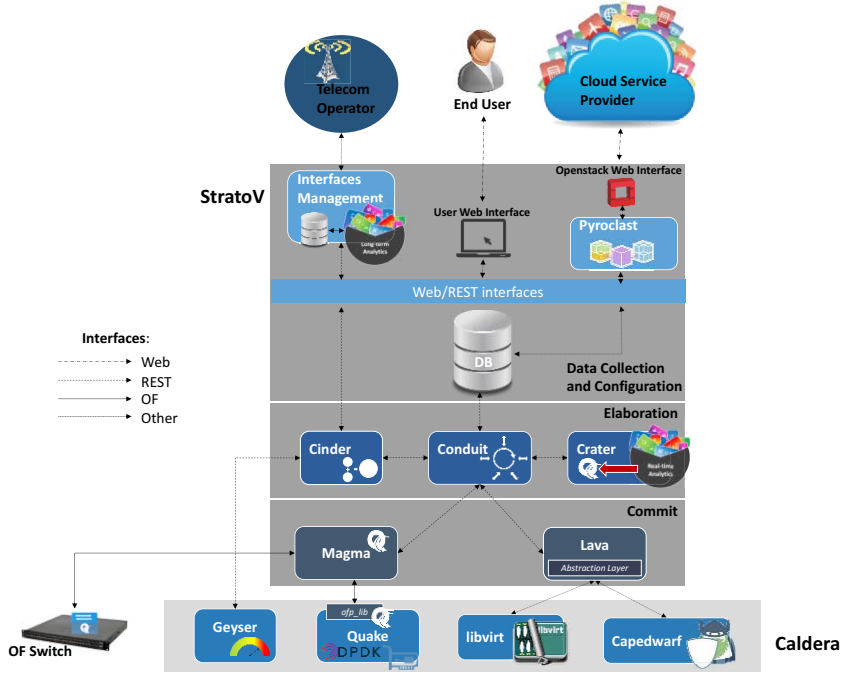 Telecom
Operator
End User
Cloud Service
Provider
StratoV
Interfaces
Management
Long-term
Analytics
User Web Interface
Openstack Web Interface
Pyroclast
Web/REST interfaces
DB
Data Collection
and Configuration
Interfaces:
Web
REST
OF
Other
Elaboration
Cinder
Conduit
Crater
Real-time
Analytics
Commit
Magma
Lava
Abstraction Layer
OF Switch
Geyser
ofp_lib
Quake
DPDK
libvirt
libvirt
Capedwarf
Caldera